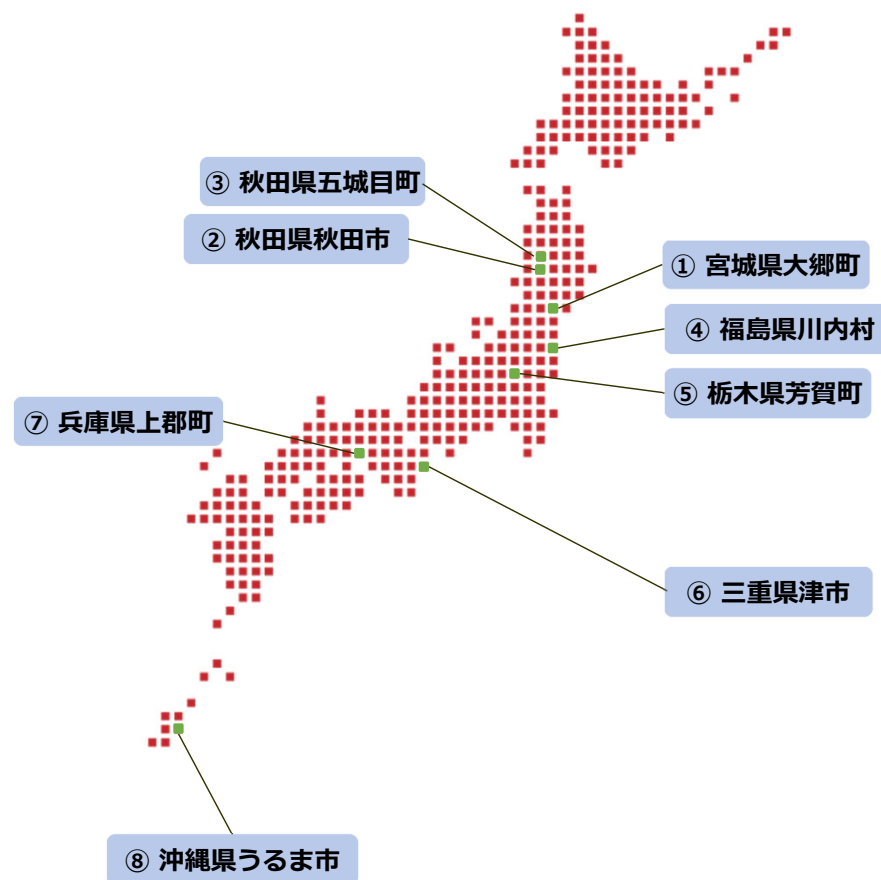 ③ 秋田県五城目町
② 秋田県秋田市
① 宮城県大郷町
④ 福島県川内村
⑤ 栃木県芳賀町
⑦ 兵庫県上郡町
⑥ 三重県津市
⑧ 沖縄県うるま市